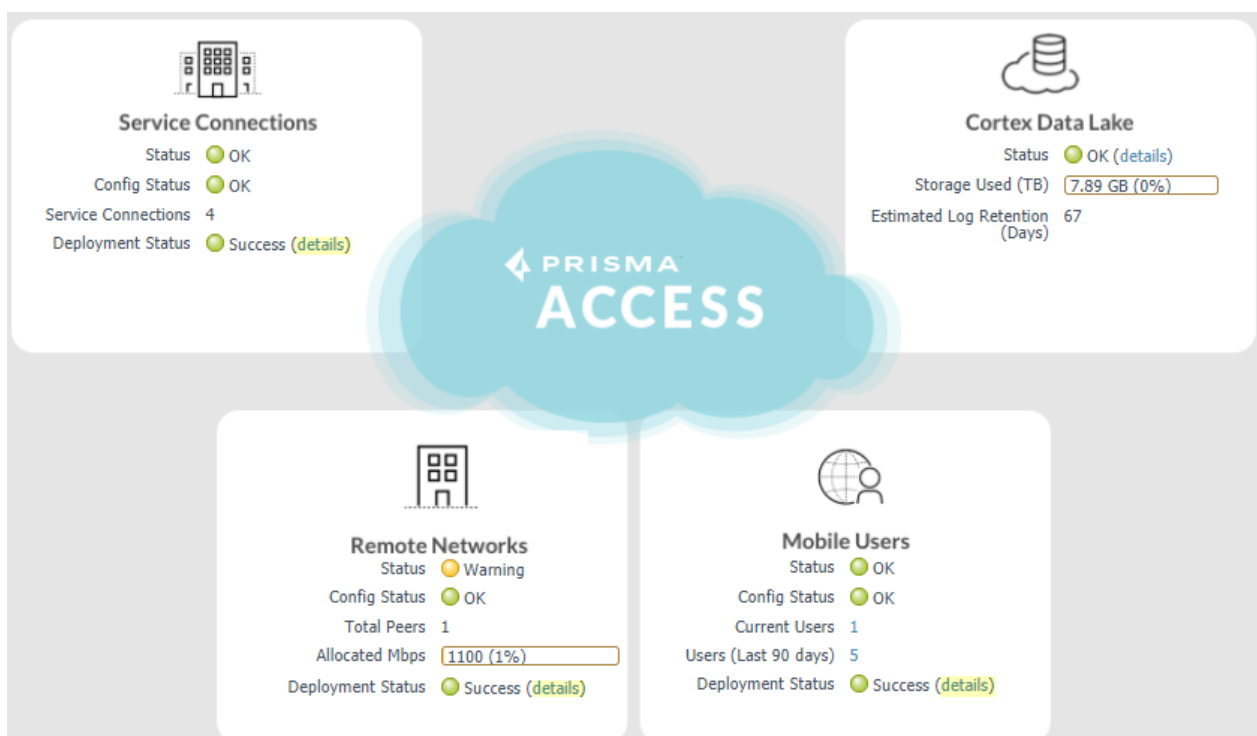 Service Connections
Status OK
Config Status OK
Service Connections 4
Deployment Status Success (details)
Cortex Data Lake
Status OK (details)
Storage Used (TB) 7.89 GB (0%)
Estimated Log Retention 67
(Days)
PRISMA
ACCESS
Remote Networks
Status Warning
Config Status OK
Total Peers 1
Allocated Mbps 1100 (1%)
Deployment Status Success (details)
Mobile Users
Status OK
Config Status OK
Current Users 1
Users (Last 90 days) 5
Deployment Status Success (details)